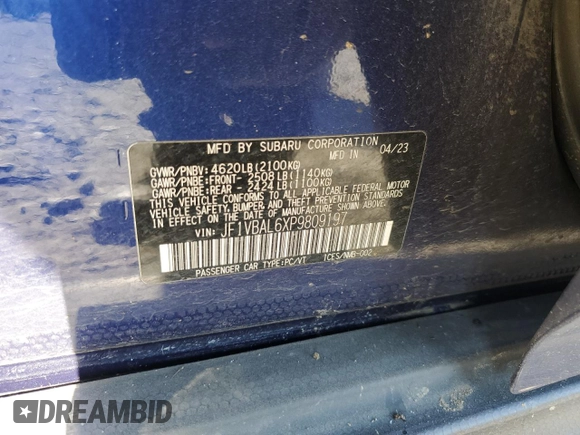 MFD BY SUBARU CORPORATION
MFD IN 04/23
GVWR/PNBV: 4620LB(2100KG)
GAWR/PNBE: FRONT- 2508LB(1140KG)
GAWR/PNBE: REAR - 2424LB(1100KG)
THIS VEHICLE CONFORMS TO ALL APPLICABLE FEDERAL MOTOR
VEHICLE SAFETY, BUMPER, AND THEFT PREVENTION STANDARDS
IN EFFECT ON THE DATE OF MANUFACTURE SHOWN ABOVE.
VIN: JF1VBAL6XP9809197
PASSENGER CAR TYPE:PC/VT ICES/NMB-002
DREAMBID